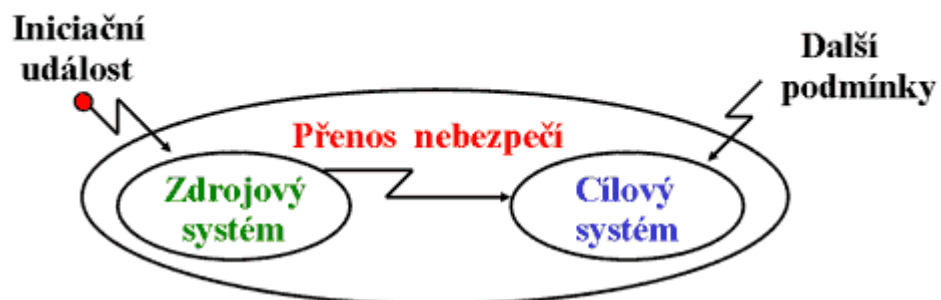 Iniciační
událost
Další
podmínky
Přenos nebezpečí
Zdrojový
systém
Cílový
systém